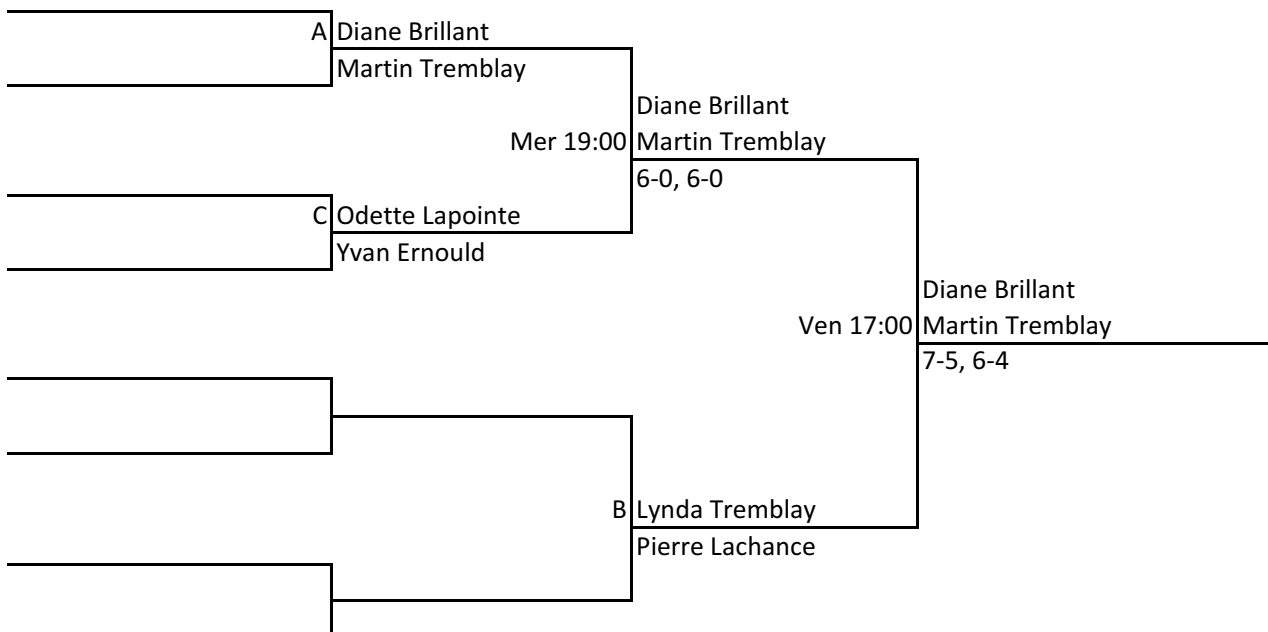 A Diane Brillant
Martin Tremblay
Diane Brillant
Mer 19:00 Martin Tremblay
6-0, 6-0
C Odette Lapointe
Yvan Ernould
Diane Brillant
Ven 17:00 Martin Tremblay
7-5, 6-4
B Lynda Tremblay
Pierre Lachance